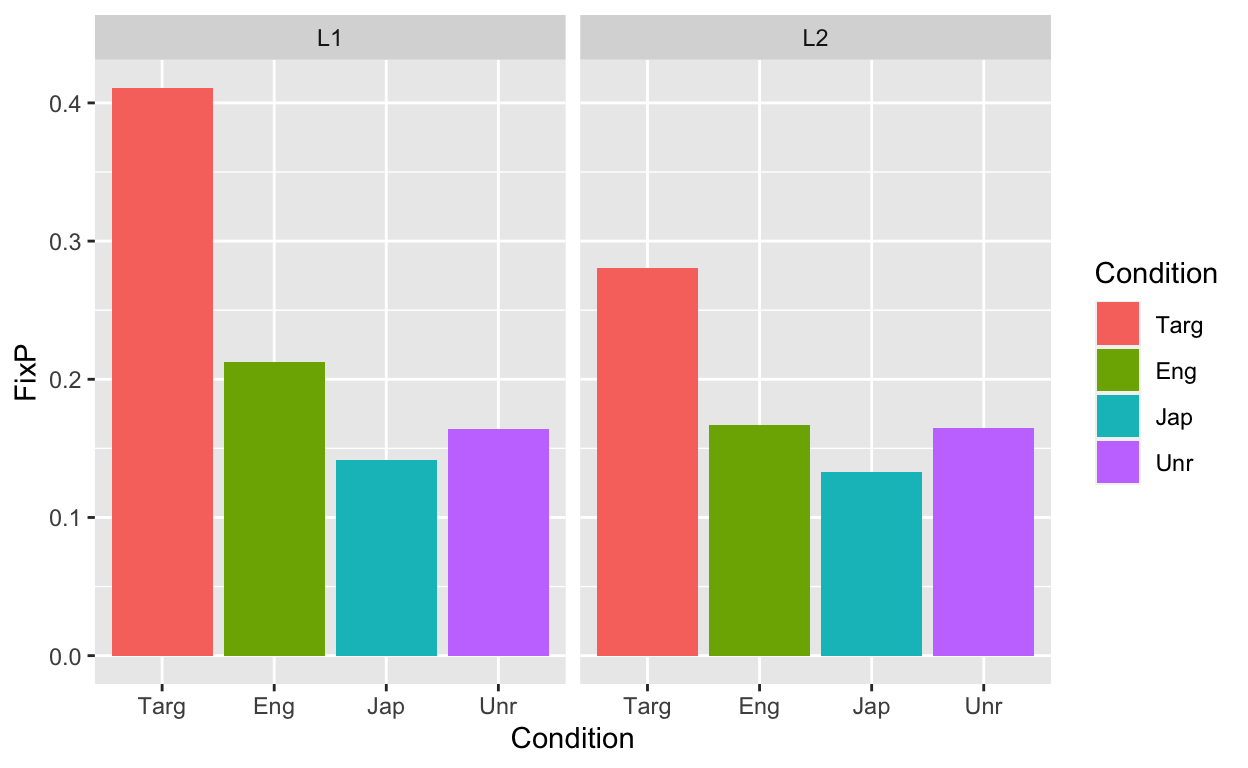 L1 L2
0.4
0.3
0.2
0.1
0.0
FixP
Targ Eng Jap Unr Targ Eng Jap Unr
Condition
Condition
Targ
Eng
Jap
Unr